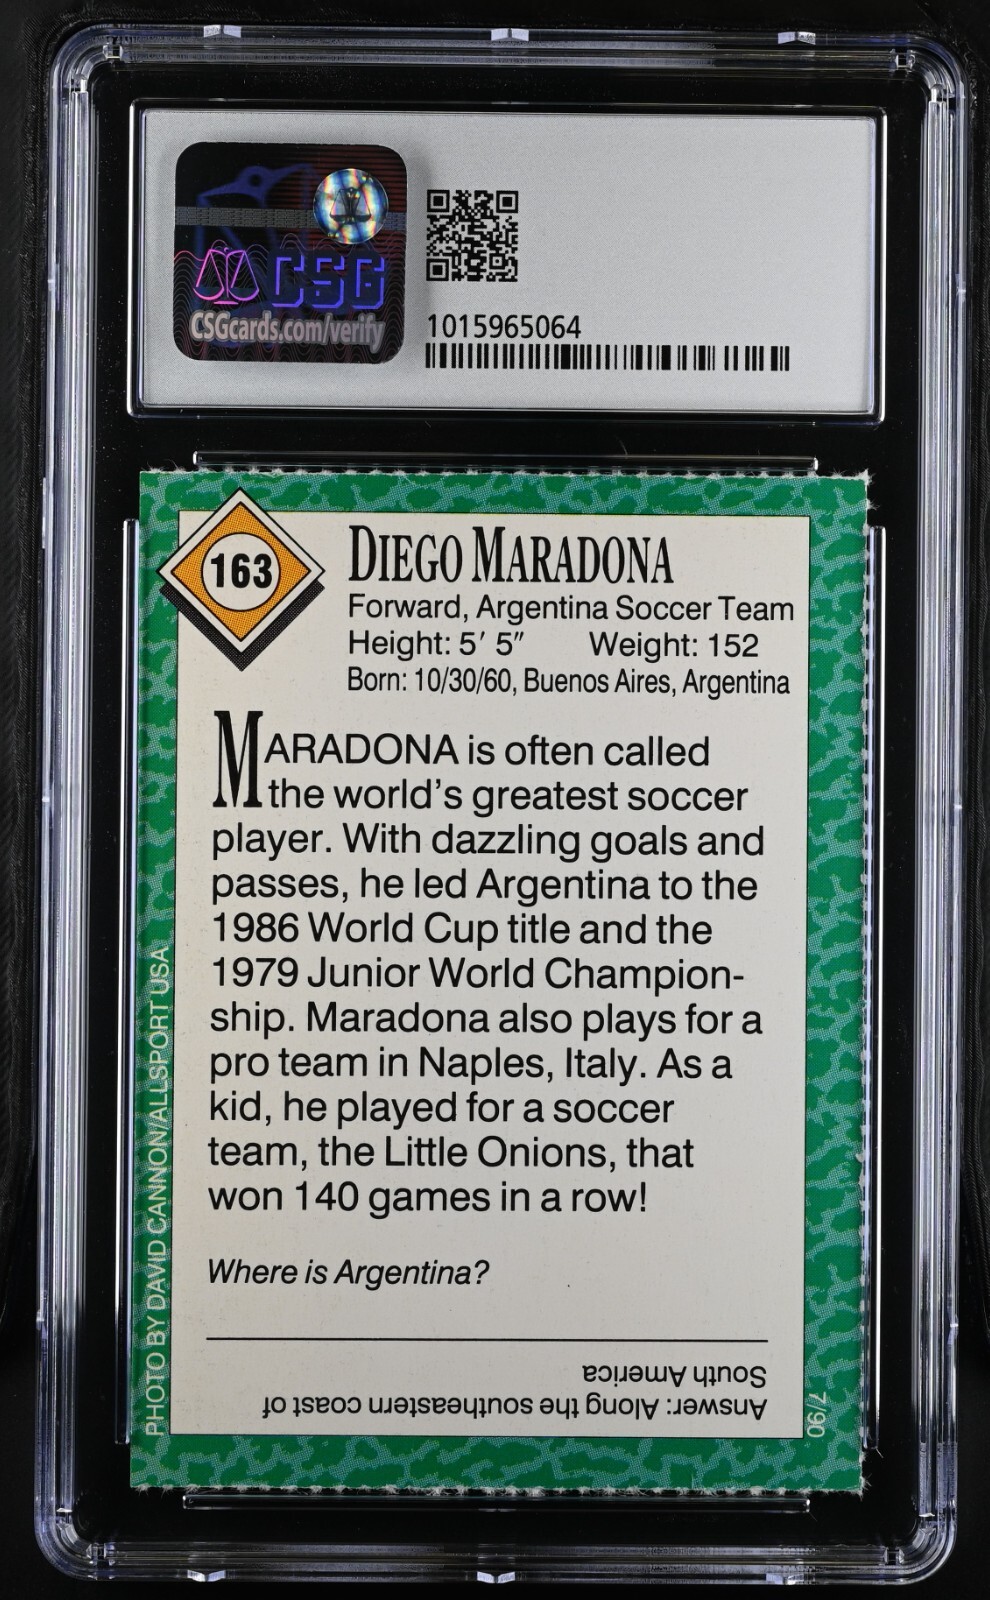 CSG
CSGcards.com/verify
1015965064
163
DIEGO MARADONA
Forward, Argentina Soccer Team
Height: 5′ 5″ Weight: 152
Born: 10/30/60, Buenos Aires, Argentina
MARADONA is often called
the world's greatest soccer
player. With dazzling goals and
passes, he led Argentina to the
1986 World Cup title and the
1979 Junior World Champion-
ship. Maradona also plays for a
pro team in Naples, Italy. As a
kid, he played for a soccer
team, the Little Onions, that
won 140 games in a row!
Where is Argentina?
Answer: Along the southeastern coast of
South America
PHOTO BY DAVID CANNON/ALLSPORT USA
7/90